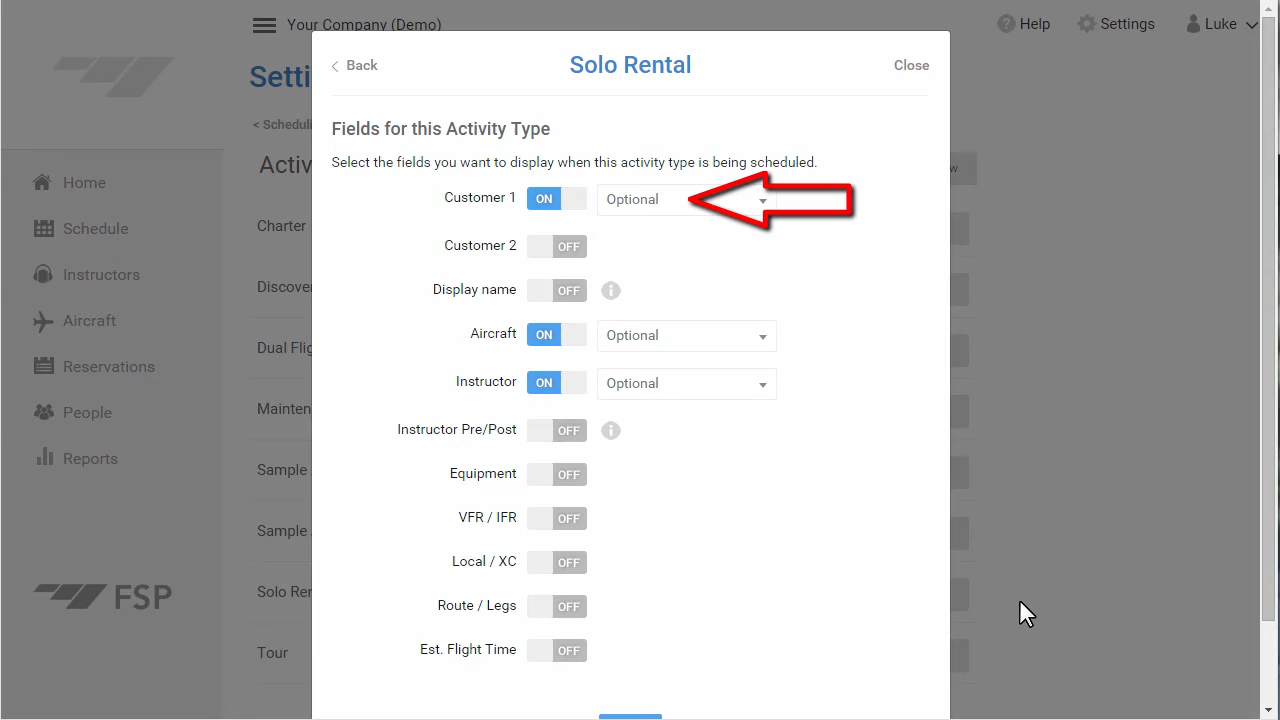 Your Company (Demo)
Help
Settings
Luke
Setti
< Scheduli
Activ
w
Home
Schedule
Instructors
Aircraft
Reservations
People
Reports
FSP
Charter
Discove
Dual Flig
Mainten
Sample
Sample
Solo Rer
Tour
Back
Solo Rental
Close
Fields for this Activity Type
Select the fields you want to display when this activity type is being scheduled.
Customer 1 ON Optional
Customer 2 OFF
Display name OFF
Aircraft ON Optional
Instructor ON Optional
Instructor Pre/Post OFF
Equipment OFF
VFR / IFR OFF
Local / XC OFF
Route / Legs OFF
Est. Flight Time OFF